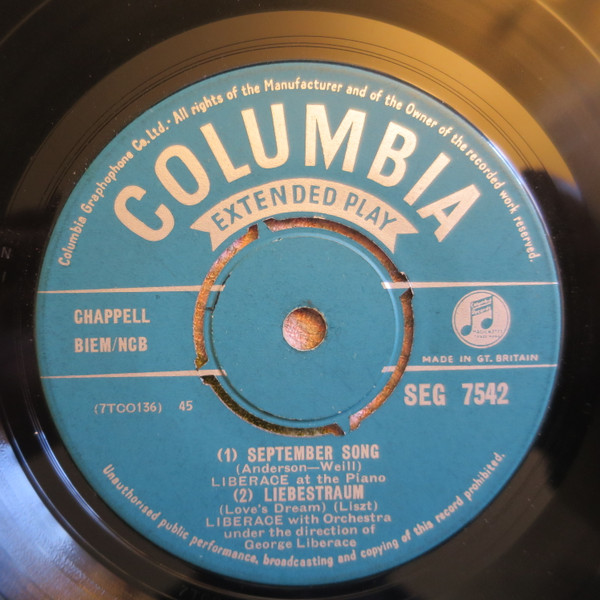 Columbia Graphophone Co. Ltd. · All rights of the Manufacturer and of the Owner of the recorded work reserved.
COLUMBIA
EXTENDED PLAY
CHAPPELL
BIEM/NCB
MADE IN GT. BRITAIN
(7TCO136) 45
SEG 7542
(1) SEPTEMBER SONG
(Anderson—Weill)
LIBERACE at the Piano
(2) LIEBESTRAUM
(Love's Dream) (Liszt)
LIBERACE with Orchestra
under the direction of
George Liberace
Unauthorised public performance, broadcasting and copying of this record prohibited.